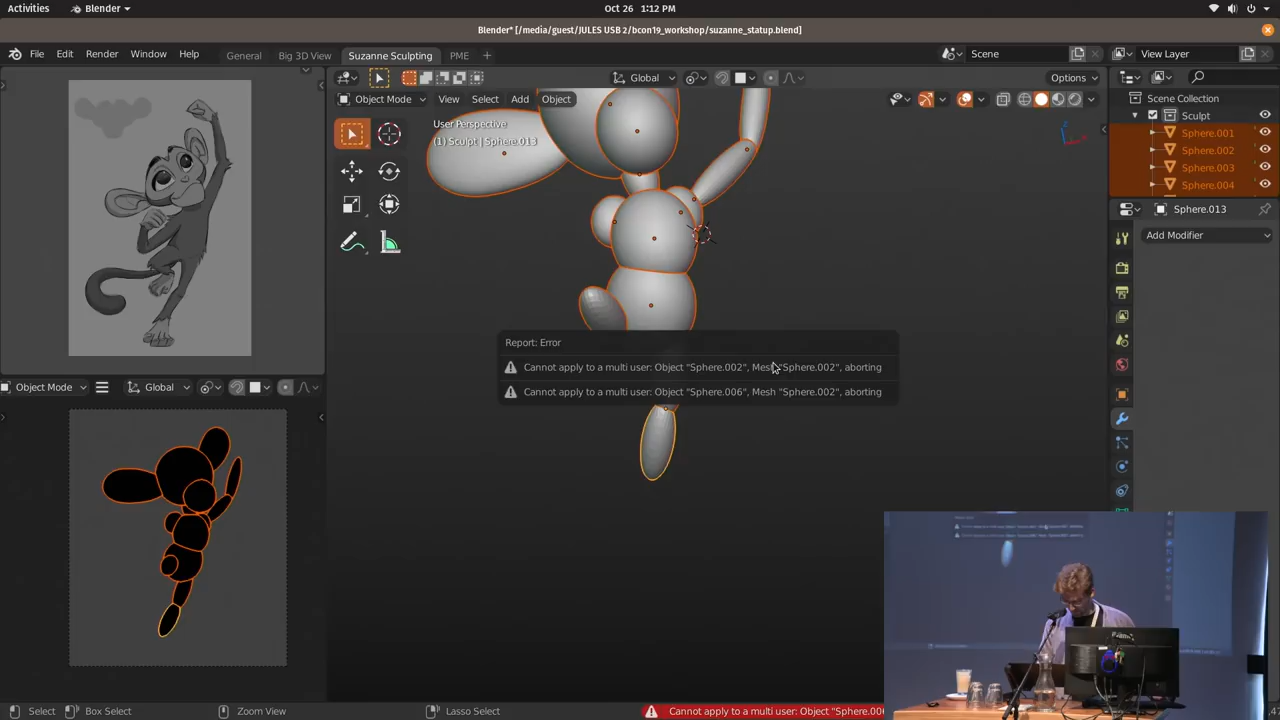 Activities
Blender
Oct 26 1:12 PM
Blender* [/media/guest/JULES USB 2/bcon19_workshop/suzanne_statup.blend]
File Edit Render Window Help
General Big 3D View Suzanne Sculpting PME +
Scene
View Layer
Global
Options
Object Mode View Select Add Object
User Perspective
(1) Sculpt | Sphere.013
Scene Collection
Sculpt
Sphere.001
Sphere.002
Sphere.003
Sphere.004
Sphere.013
Add Modifier
Report: Error
Cannot apply to a multi user: Object "Sphere.002", Mesh "Sphere.002", aborting
Cannot apply to a multi user: Object "Sphere.006", Mesh "Sphere.002", aborting
Object Mode
Global
Select
Box Select
Zoom View
Lasso Select
Cannot apply to a multi user: Object "Sphere.00